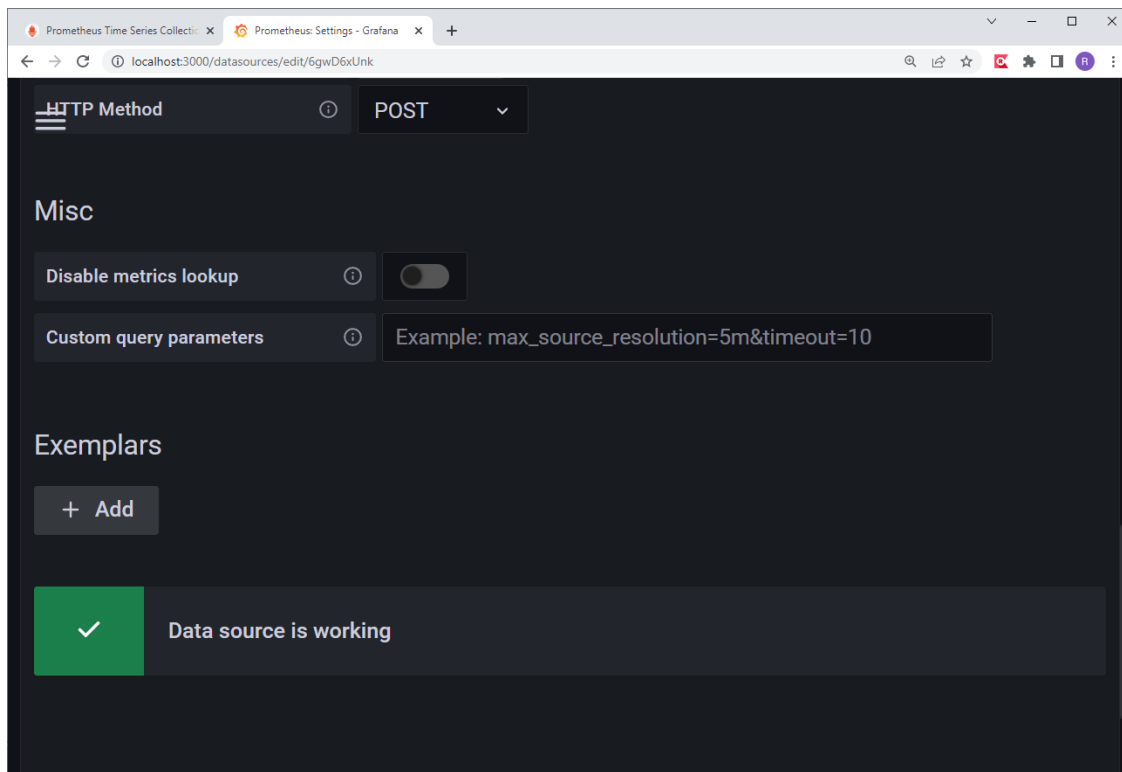 Prometheus Time Series Collectic
Prometheus: Settings - Grafana
localhost:3000/datasources/edit/6gwD6xUnk
R
HTTP Method
POST
Misc
Disable metrics lookup
Custom query parameters
Example: max_source_resolution=5m&timeout=10
Exemplars
+ Add
Data source is working